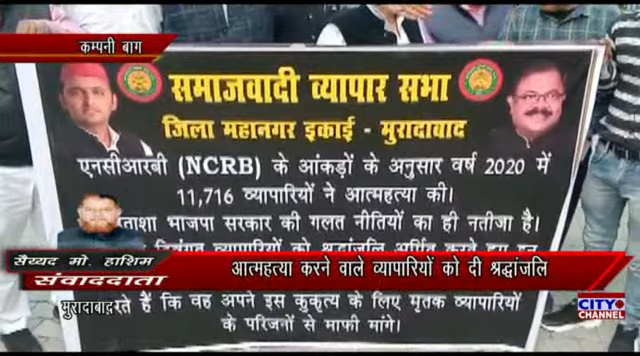 कम्पनी बाग
समाजवादी व्यापार सभा
जिला महानगर इकाई - मुरादाबाद
एनसीआरबी (NCRB) के आंकड़ों के अनुसार वर्ष 2020 में
11,716 व्यापारियों ने आत्महत्या की।
भाजपा सरकार की गलत नीतियों का ही नतीजा है।
व्यापारियों को श्रद्धांजलि अर्पित करते हुए
सैय्यद मो. हाशिम
आत्महत्या करने वाले व्यापारियों को दी श्रद्धांजलि
संवाददाता
मुरादाबाद
हैं कि वह अपने इस कुकृत्य के लिए मृतक व्यापारियों
के परिजनों से माफी मांगे।
CITY
CHANNEL